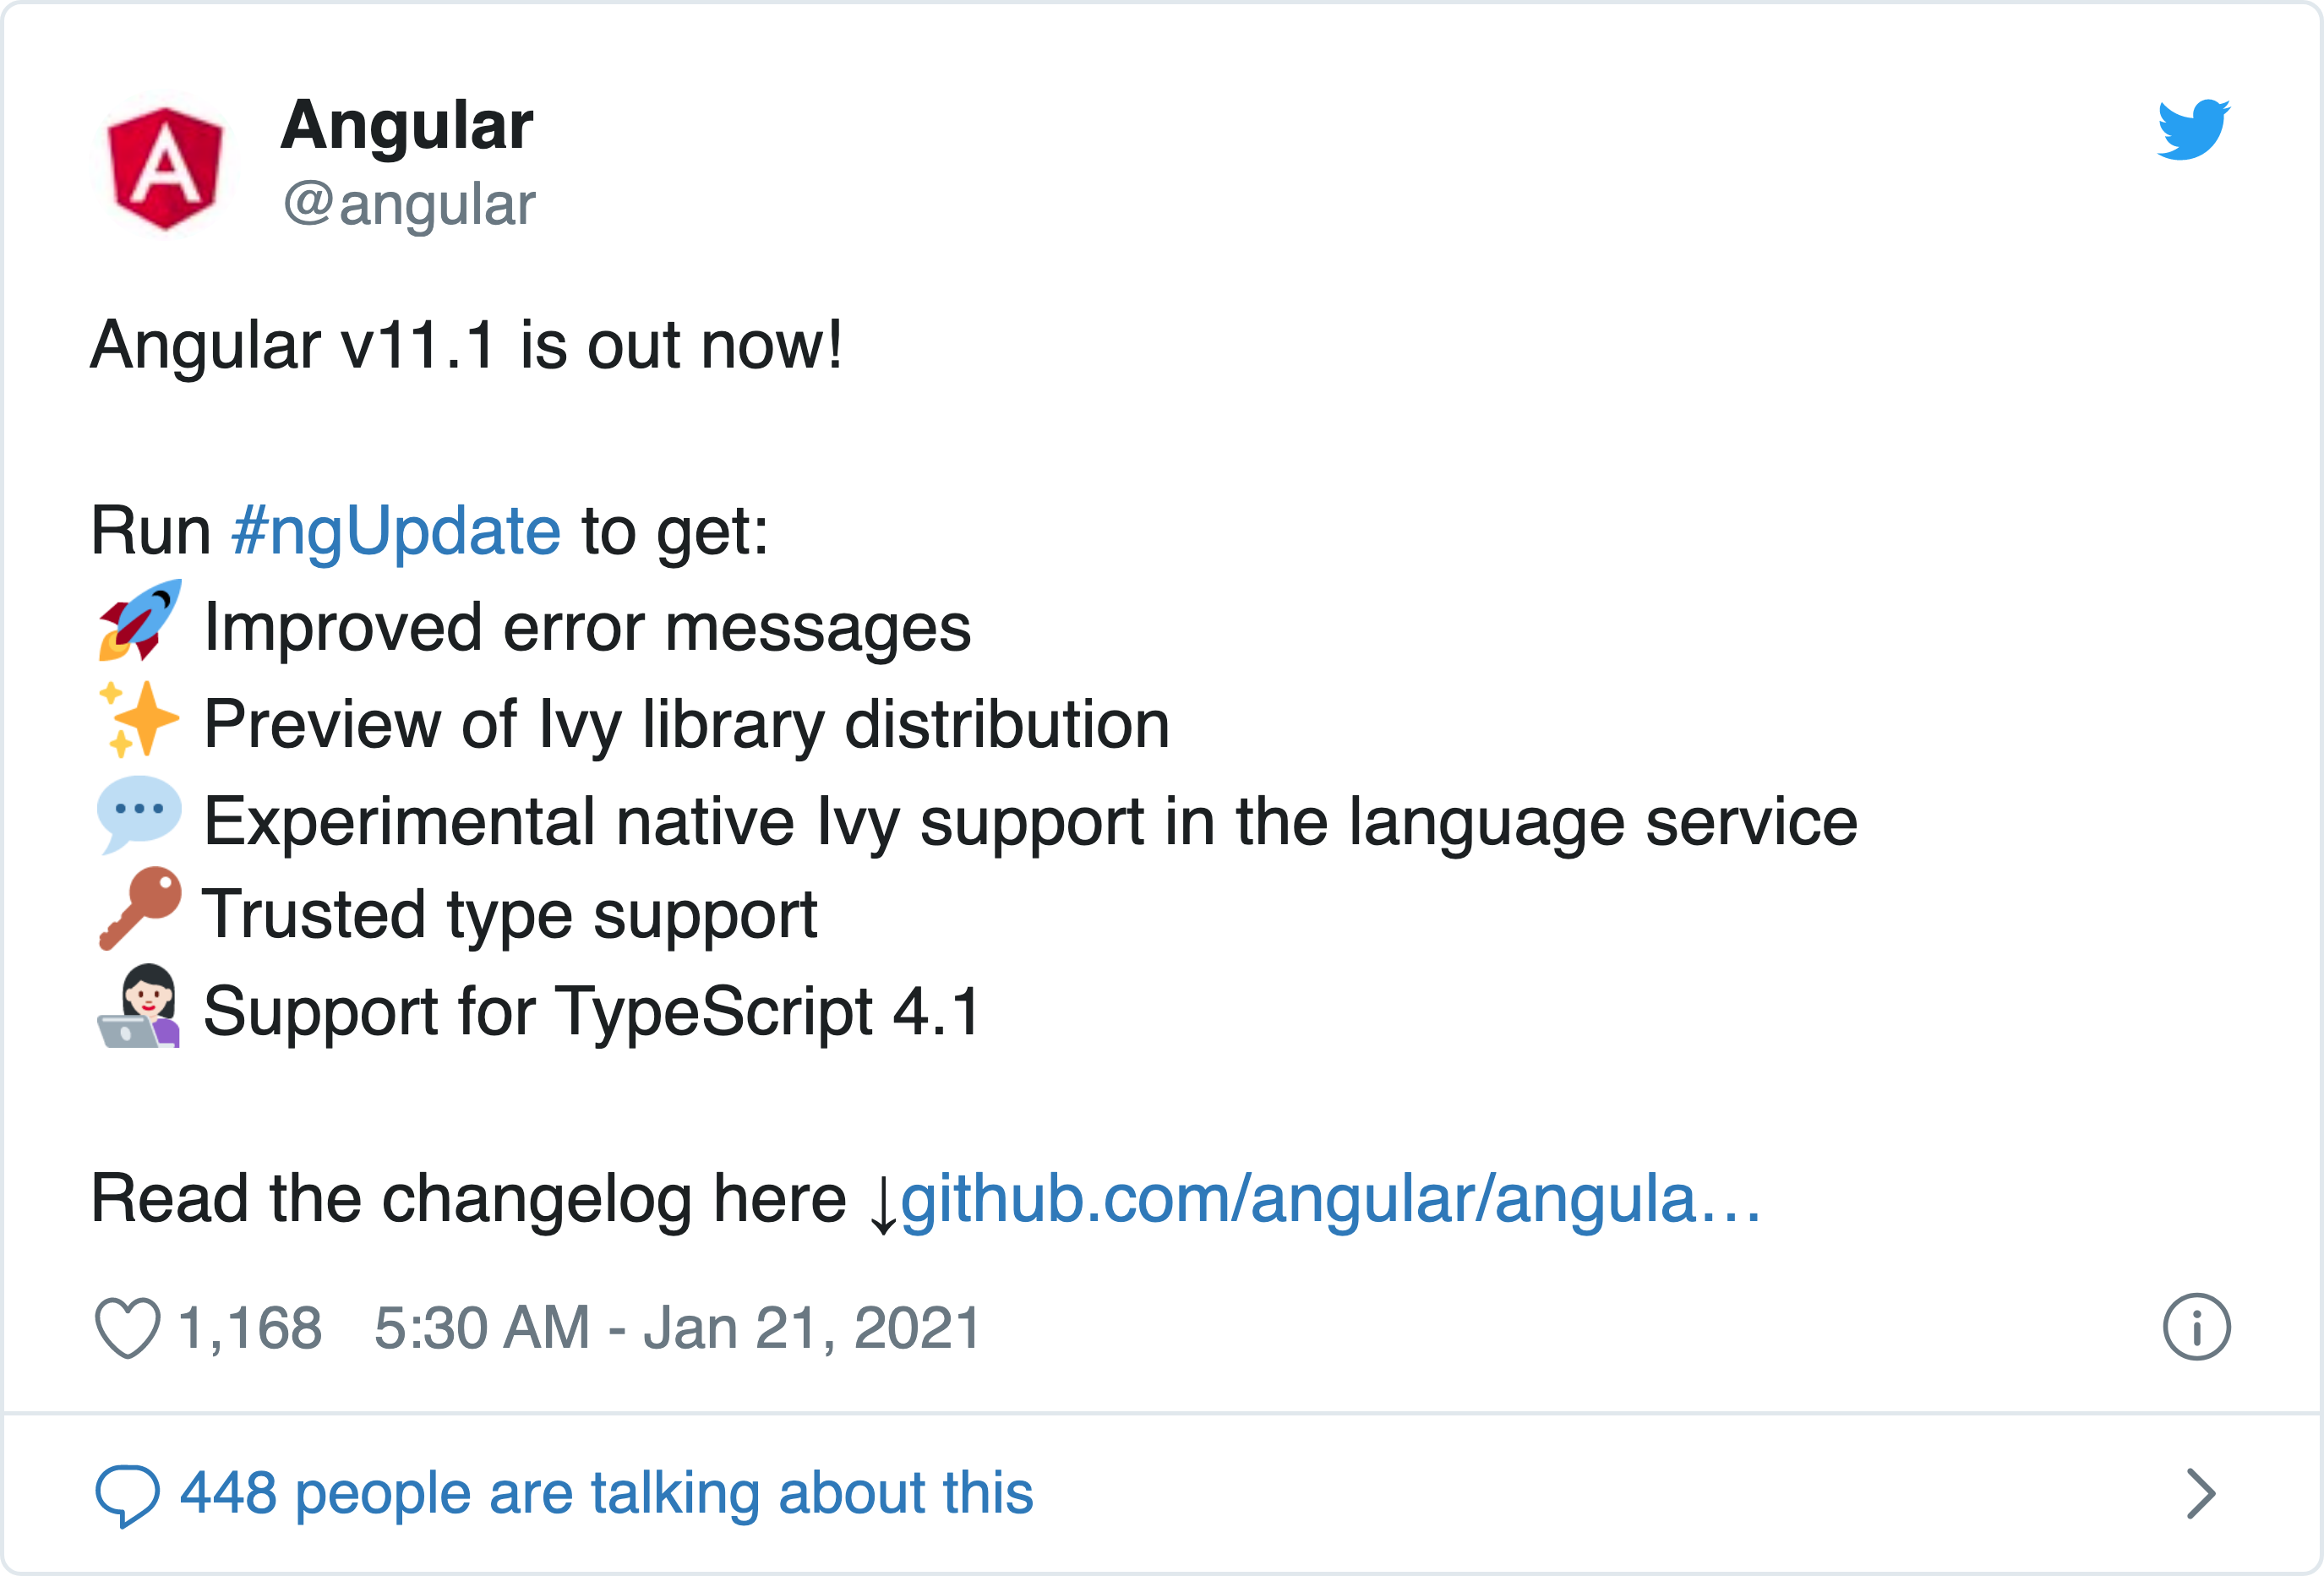 Angular
@angular
Angular v11.1 is out now!
Run #ngUpdate to get:
🚀 Improved error messages
✨ Preview of Ivy library distribution
💬 Experimental native Ivy support in the language service
🔑 Trusted type support
👩🏻‍💻 Support for TypeScript 4.1
Read the changelog here ↓github.com/angular/angula…
1,168 5:30 AM - Jan 21, 2021
448 people are talking about this